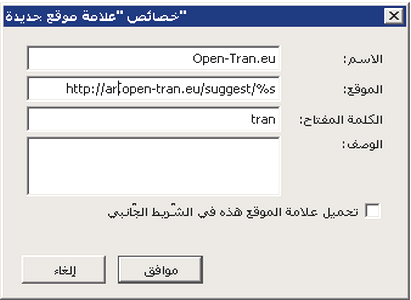 خصائص "علامة موقع جديدة"
الاسم: Open-Tran.eu
الموقع: http://ar.open-tran.eu/suggest/%s
الكلمة المفتاح: tran
الوصف:
تحميل علامة الموقع هذه في الشّريط الجّانبي
موافق
إلغاء